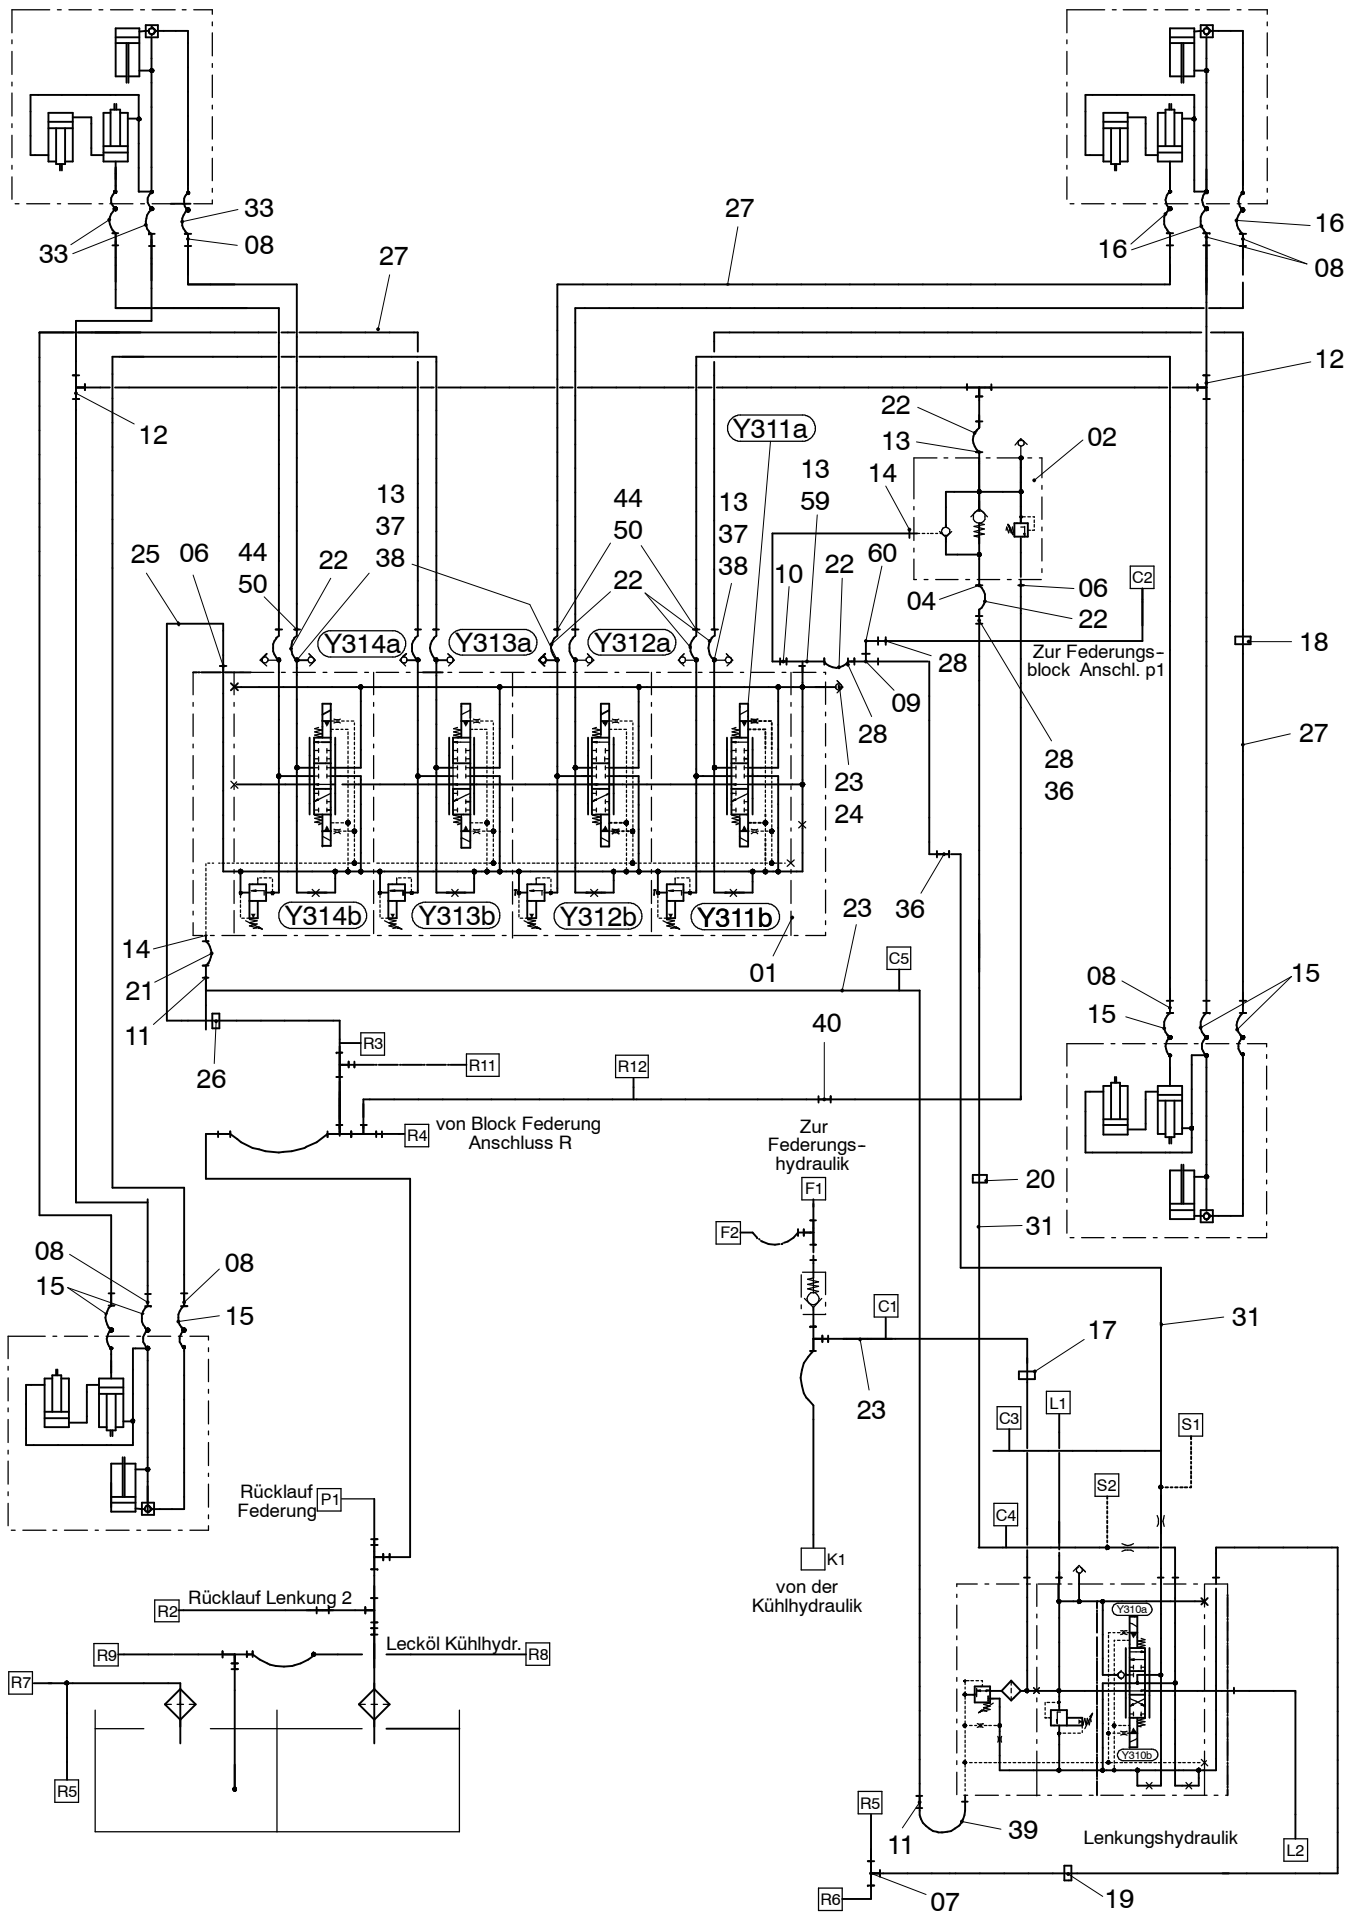 33
33
08
27
27
16
16
08
12
12
22
13
14
02
Y311a
13
59
13
37
38
44
50
13
37
38
25
06
44
50
22
22
10
22
60
04
06
22
C2
Y314a
Y313a
Y312a
Zur Federungs-
block Anschl. p1
18
28
09
28
23
24
28
36
27
36
Y314b
Y313b
Y312b
Y311b
14
21
11
01
C5
23
08
15
15
26
R3
R11
R12
40
R4
von Block Federung
Anschluss R
Zur
Federungs-
hydraulik
F1
F2
20
31
08
15
08
15
C1
23
17
31
L1
C3
S1
S2
C4
Rücklauf
Federung
P1
K1
von der
Kühlhydraulik
Rücklauf Lenkung 2
R2
R9
Lecköl Kühlhydr.
R8
R7
R5
Y310a
Y310b
R5
11
39
Lenkungshydraulik
L2
R6
07
19